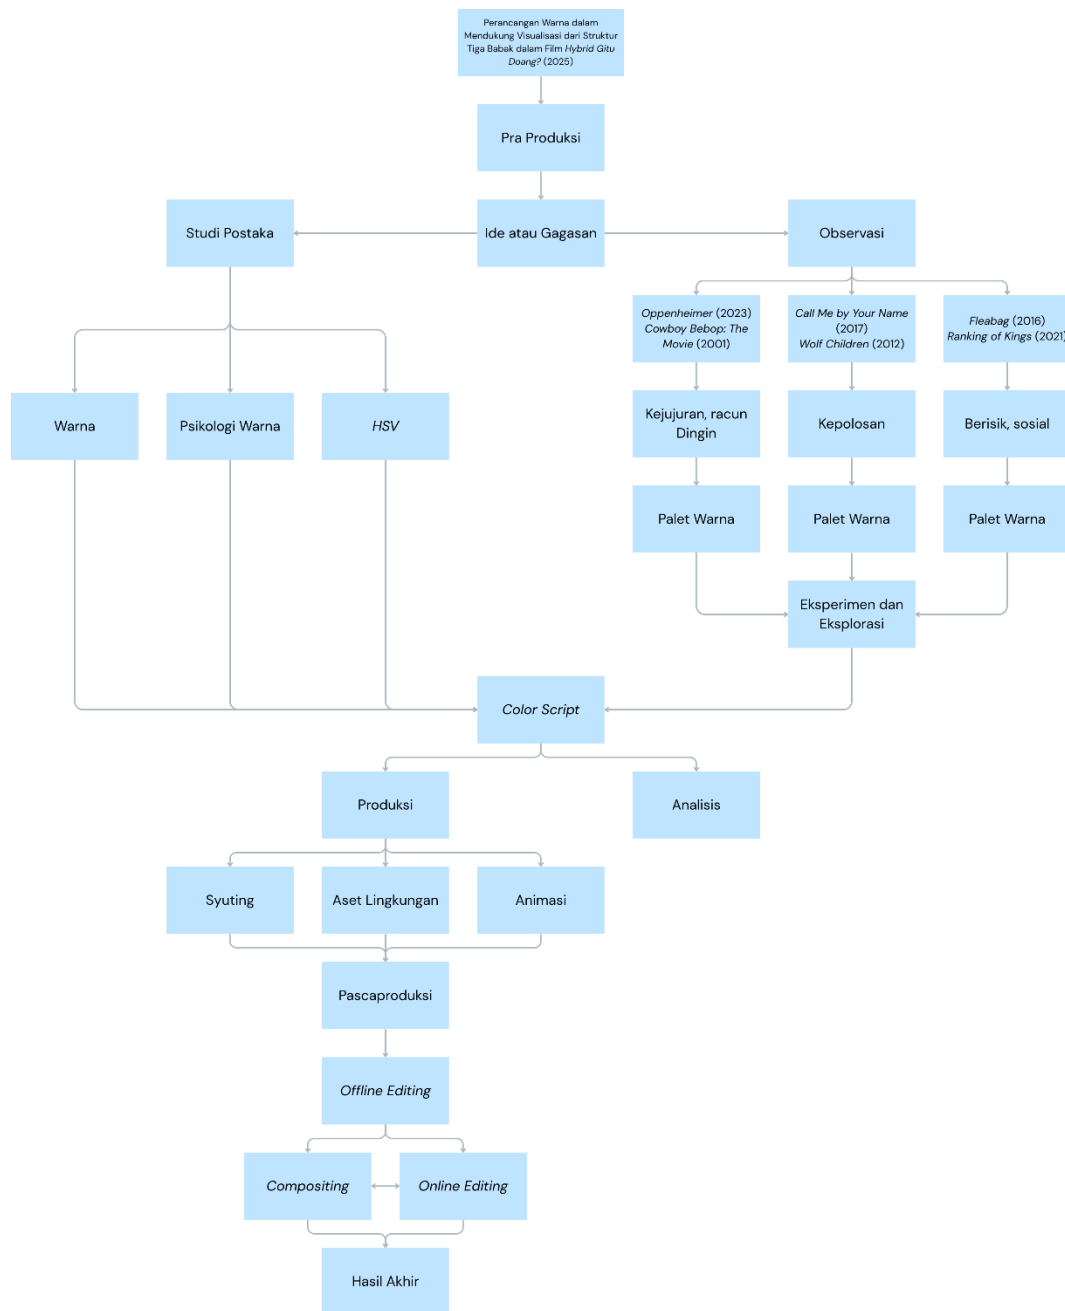 Perancangan Warna dalam
Mendukung Visualisasi dari Struktur
Tiga Babak dalam Film Hybrid Gitu
Doang? (2025)
Pra Produksi
Studi Postaka
Ide atau Gagasan
Observasi
Oppenheimer (2023)
Cowboy Bebop: The
Movie (2001)
Call Me by Your Name
(2017)
Wolf Children (2012)
Fleabag (2016)
Ranking of Kings (2021)
Warna
Psikologi Warna
HSV
Kejujuran, racun
Dingin
Kepolosan
Berisik, sosial
Palet Warna
Palet Warna
Palet Warna
Eksperimen dan
Eksplorasi
Color Script
Produksi
Analisis
Syuting
Aset Lingkungan
Animasi
Pascaproduksi
Offline Editing
Compositing
Online Editing
Hasil Akhir